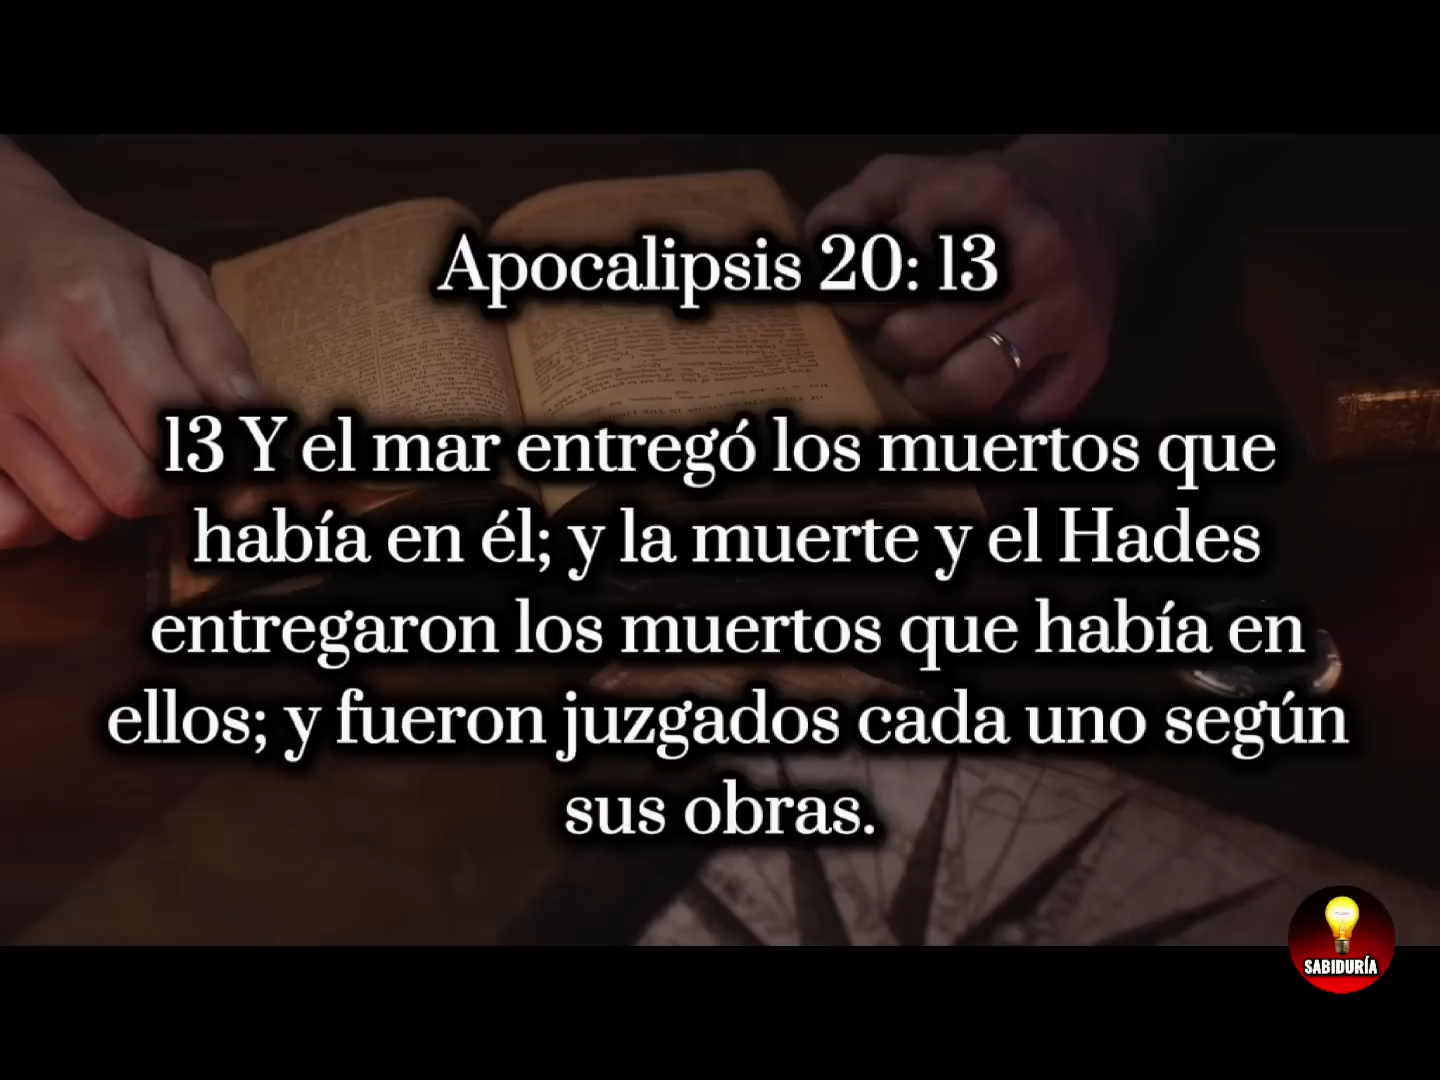 Apocalipsis 20: 13
13 Y el mar entregó los muertos que
había en él; y la muerte y el Hades
entregaron los muertos que había en
ellos; y fueron juzgados cada uno según
sus obras.
SABIDURÍA